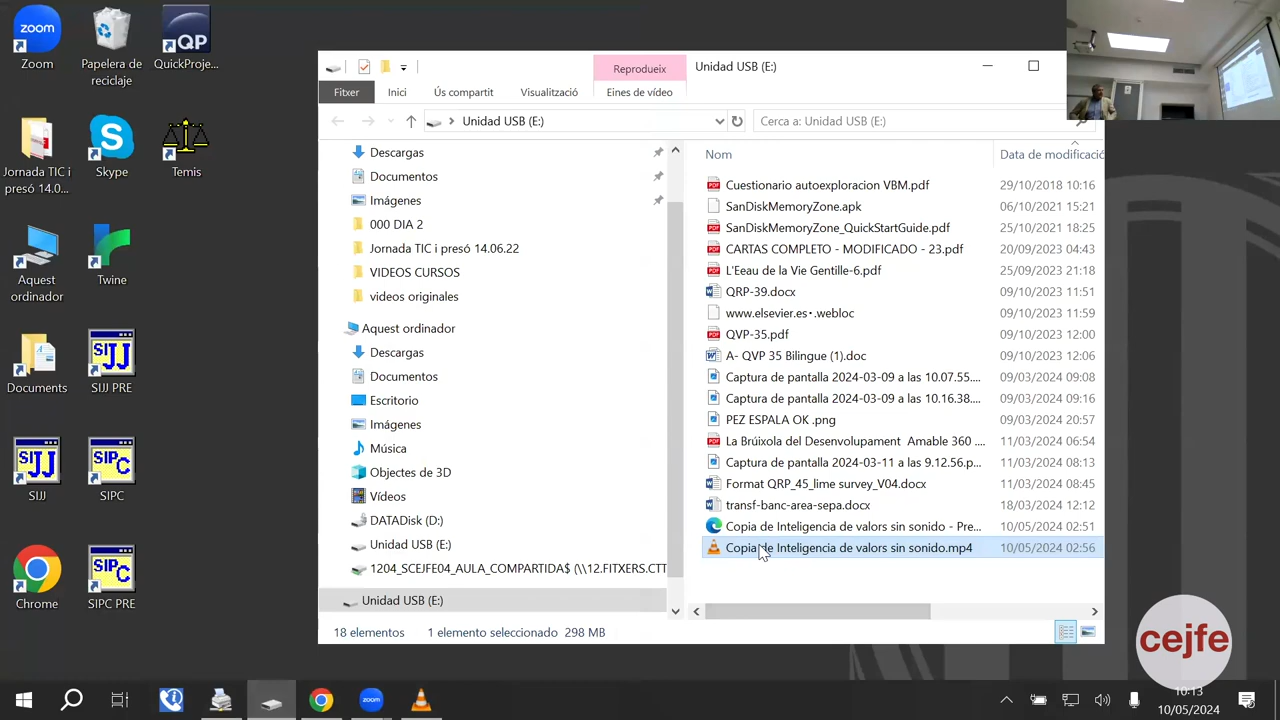 zoom
QP
Zoom
Papelera de
reciclaje
QuickProje...
Jornada TIC i
presó 14.0...
Skype
Temis
Aquest
ordinador
Twine
SIJJ
Documents
SIJJ PRE
SIJJ
SIPC
SIJJ
SIPC
SIPC
Chrome
SIPC PRE
Reprodueix
Unidad USB (E:)
Fitxer
Inici
Ús compartit
Visualització
Eines de vídeo
Unidad USB (E:)
Cerca a: Unidad USB (E:)
Descargas
Documentos
Imágenes
000 DIA 2
Jornada TIC i presó 14.06.22
VIDEOS CURSOS
videos originales
Aquest ordinador
Descargas
Documentos
Escritorio
Imágenes
Música
Objectes de 3D
Vídeos
DATADisk (D:)
Unidad USB (E:)
1204_SCEJFE04_AULA_COMPARTIDA$ (\\12.FITXERS.CTT
Unidad USB (E:)
Nom
Data de modificació
Cuestionario autoexploracion VBM.pdf 29/10/2018 10:16
SanDiskMemoryZone.apk 06/10/2021 15:21
SanDiskMemoryZone_QuickStartGuide.pdf 25/10/2021 18:25
CARTAS COMPLETO - MODIFICADO - 23.pdf 20/09/2023 04:43
L'Eeau de la Vie Gentille-6.pdf 25/09/2023 21:18
QRP-39.docx 09/10/2023 11:51
www.elsevier.es•.webloc 09/10/2023 11:59
QVP-35.pdf 09/10/2023 12:00
A- QVP 35 Bilingue (1).doc 09/10/2023 12:06
Captura de pantalla 2024-03-09 a las 10.07.55.... 09/03/2024 09:08
Captura de pantalla 2024-03-09 a las 10.16.38.... 09/03/2024 09:16
PEZ ESPALA OK .png 09/03/2024 20:57
La Brúixola del Desenvolupament Amable 360 .... 11/03/2024 06:54
Captura de pantalla 2024-03-11 a las 9.12.56.p... 11/03/2024 08:13
Format QRP_45_lime survey_V04.docx 11/03/2024 08:45
transf-banc-area-sepa.docx 18/03/2024 12:12
Copia de Inteligencia de valors sin sonido - Pre... 10/05/2024 02:51
Copia de Inteligencia de valors sin sonido.mp4 10/05/2024 02:56
18 elementos
1 elemento seleccionado 298 MB
cejfe
zoom
10:13
10/05/2024